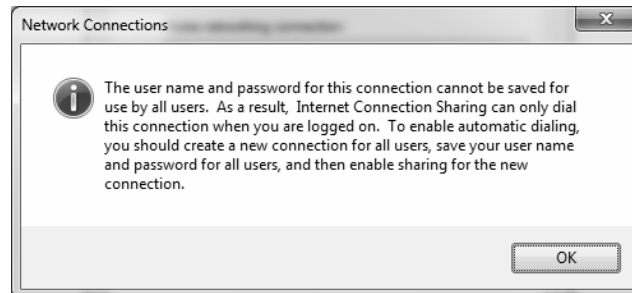 Network Connections
The user name and password for this connection cannot be saved for
use by all users.  As a result,  Internet Connection Sharing can only dial
this connection when you are logged on.  To enable automatic dialing,
you should create a new connection for all users, save your user name
and password for all users, and then enable sharing for the new
connection.
OK